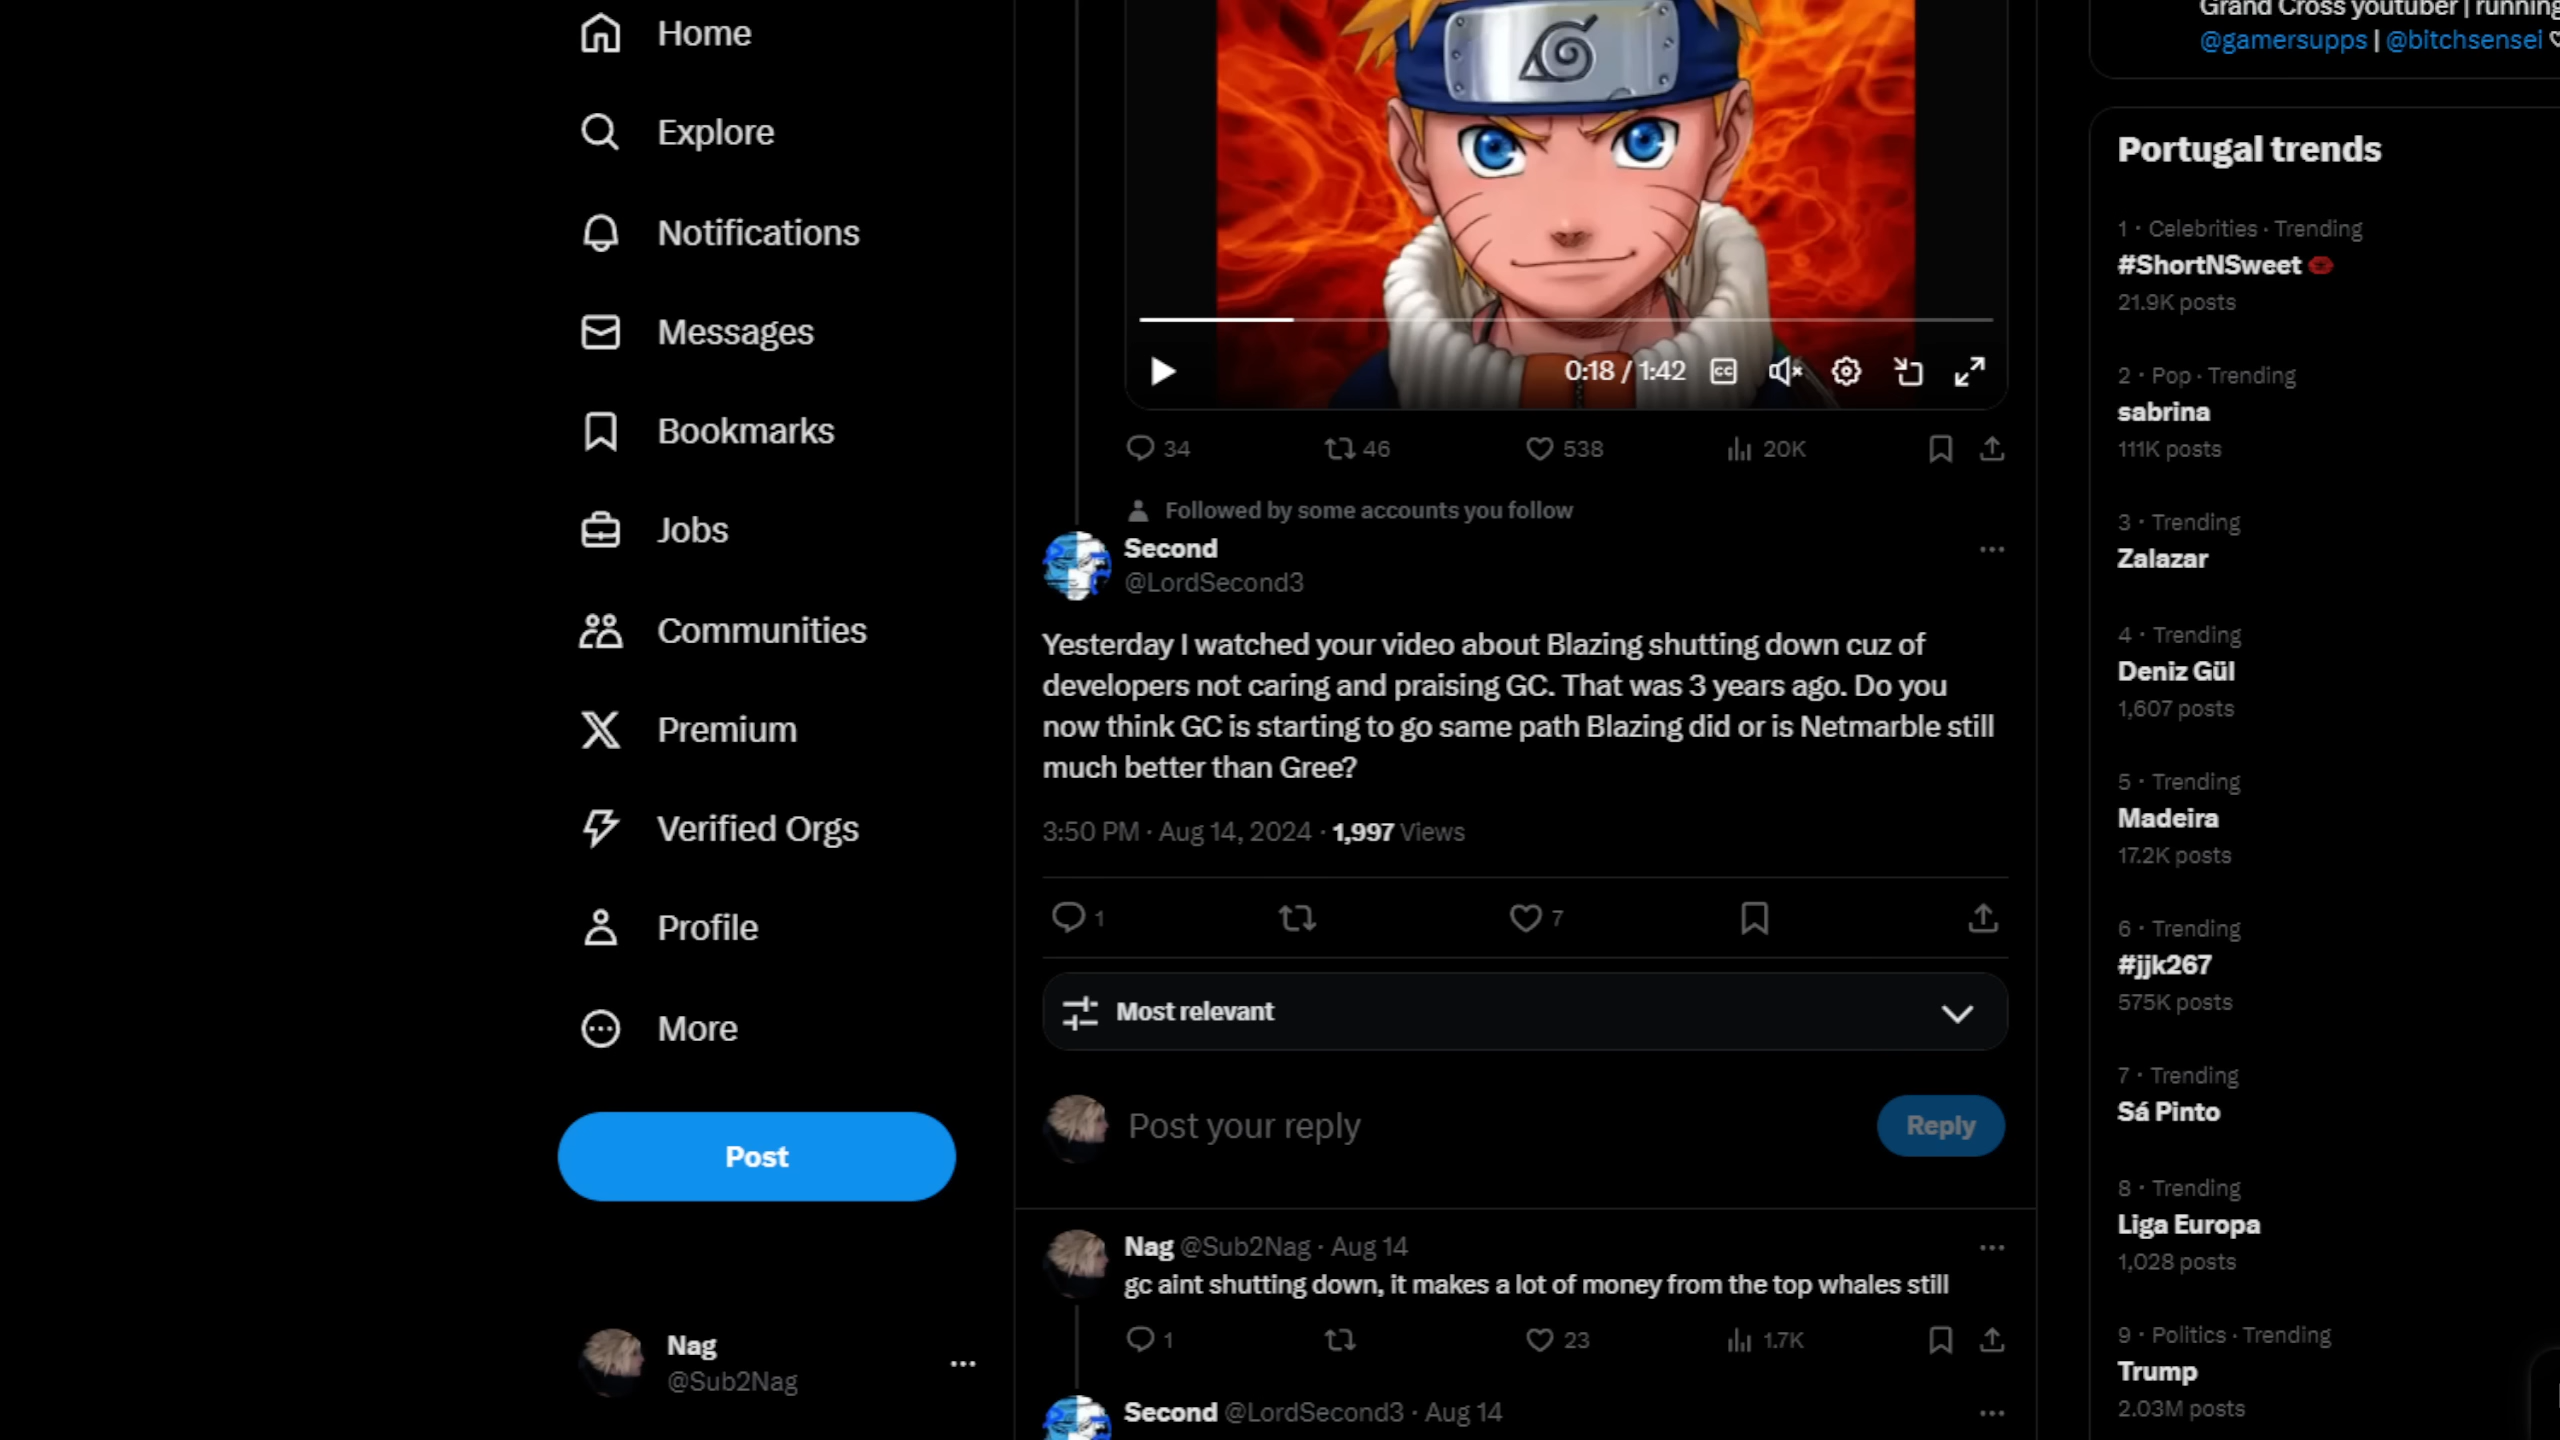 Home
Explore
Notifications
Messages
Bookmarks
Jobs
Communities
Premium
Verified Orgs
Profile
More
Post
Nag
@Sub2Nag
0:18 / 1:42
CC
34 46 538 20K
Followed by some accounts you follow
Second
@LordSecond3
Yesterday I watched your video about Blazing shutting down cuz of
developers not caring and praising GC. That was 3 years ago. Do you
now think GC is starting to go same path Blazing did or is Netmarble still
much better than Gree?
3:50 PM · Aug 14, 2024 · 1,997 Views
1 7
Most relevant
Post your reply
Reply
Nag @Sub2Nag · Aug 14
gc aint shutting down, it makes a lot of money from the top whales still
1 23 1.7K
Second @LordSecond3 · Aug 14
Grand Cross youtuber | running
@gamersupps | @bitchsensei
Portugal trends
1 · Celebrities · Trending
#ShortNSweet
21.9K posts
2 · Pop · Trending
sabrina
111K posts
3 · Trending
Zalazar
4 · Trending
Deniz Gül
1,607 posts
5 · Trending
Madeira
17.2K posts
6 · Trending
#jjk267
575K posts
7 · Trending
Sá Pinto
8 · Trending
Liga Europa
1,028 posts
9 · Politics · Trending
Trump
2.03M posts